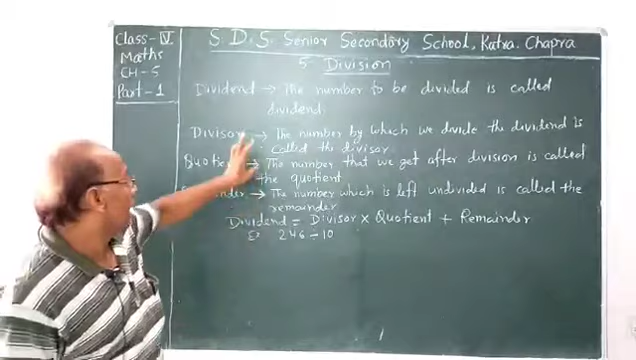 Class-IV
Maths
CH-5
Part-1
S. D. S. Senior Secondary School, Katra, Chapra
5. Division
Dividend → The number to be divided is called
dividend.
Divisor → The number by which we divide the dividend is
called the divisor
Quotie → The number that we get after division is called
the quotient
nder → The number which is left undivided is called the
remainder
Dividend = Divisor × Quotient + Remainder
246 - 10